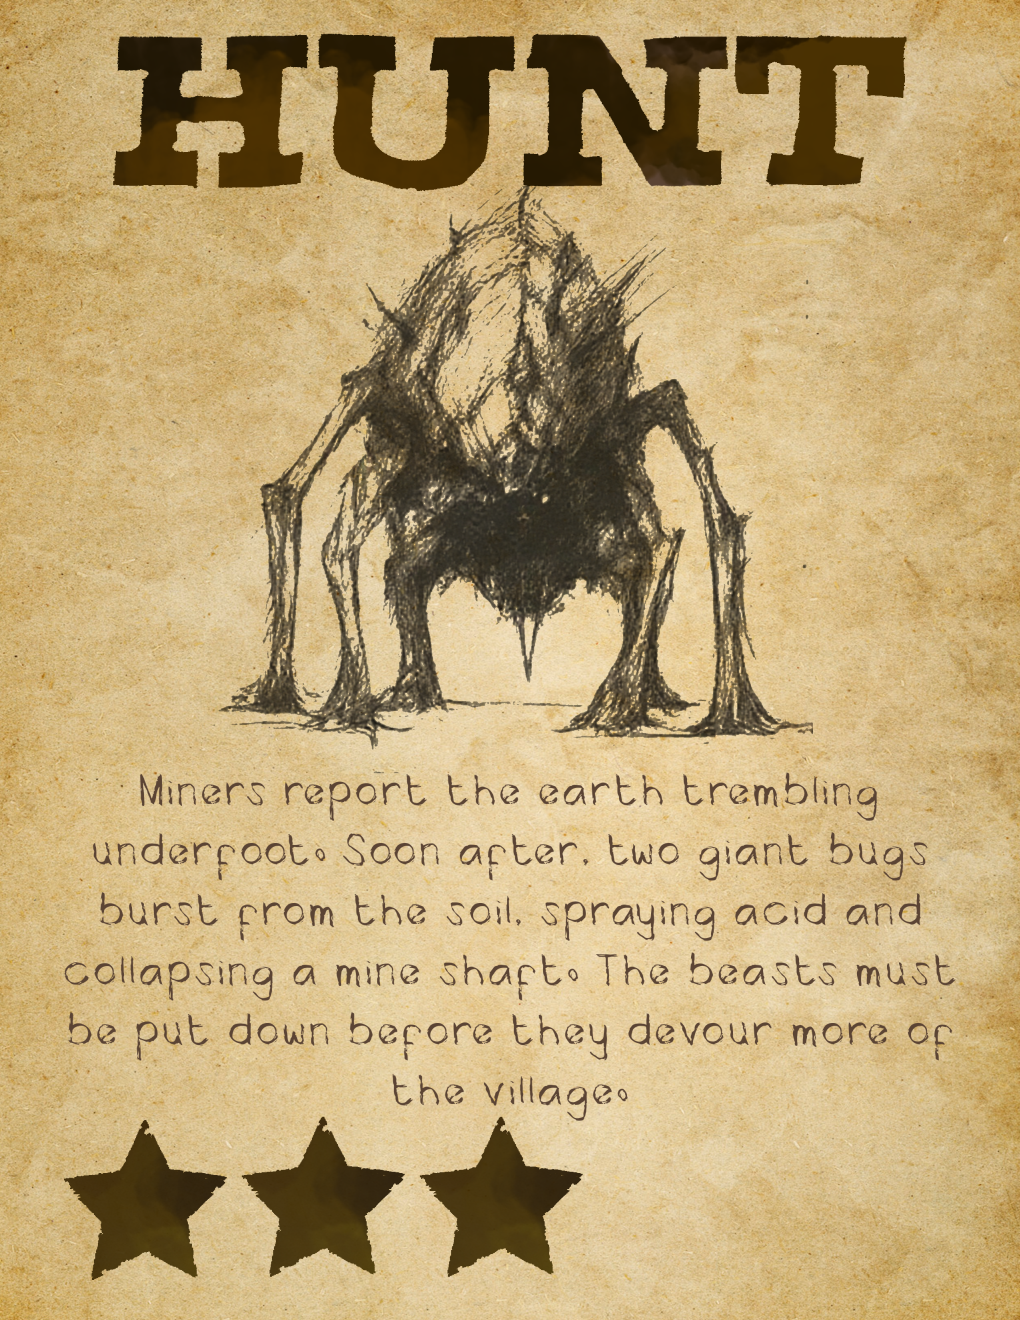 HUNT
Miners report the earth trembling
underfoot. Soon after, two giant bugs
burst from the soil, spraying acid and
collapsing a mine shaft. The beasts must
be put down before they devour more of
the village.